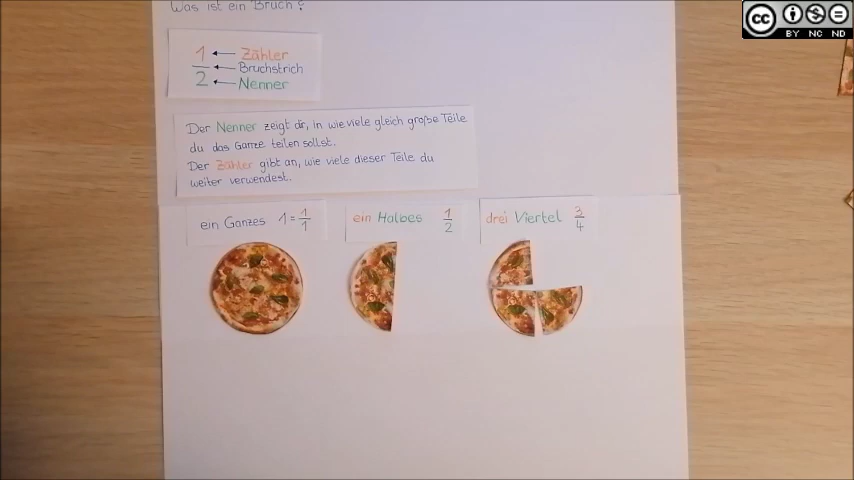 Was ist ein Bruch?
1 ← Zähler
— ← Bruchstrich
2 ← Nenner
Der Nenner zeigt dir, in wie viele gleich große Teile
du das Ganze teilen sollst.
Der Zähler gibt an, wie viele dieser Teile du
weiter verwendest.
ein Ganzes 1 = 1/1
ein Halbes 1/2
drei Viertel 3/4
cc
BY NC ND